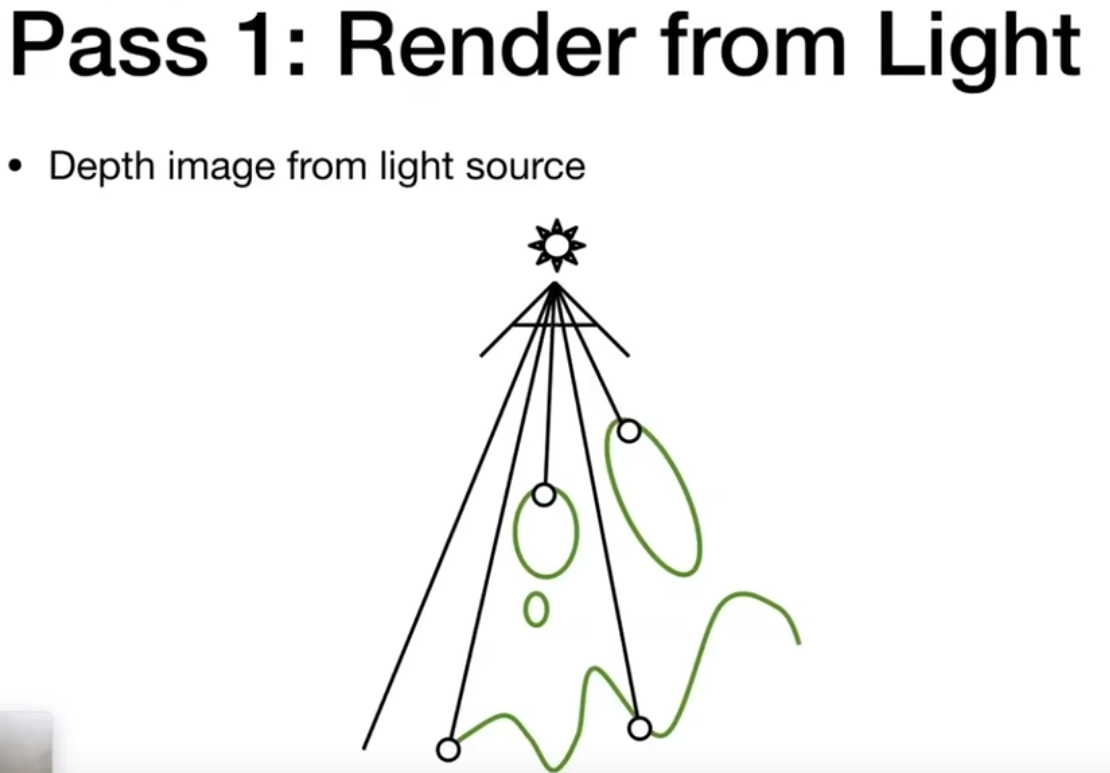 Pass 1: Render from Light
• Depth image from light source